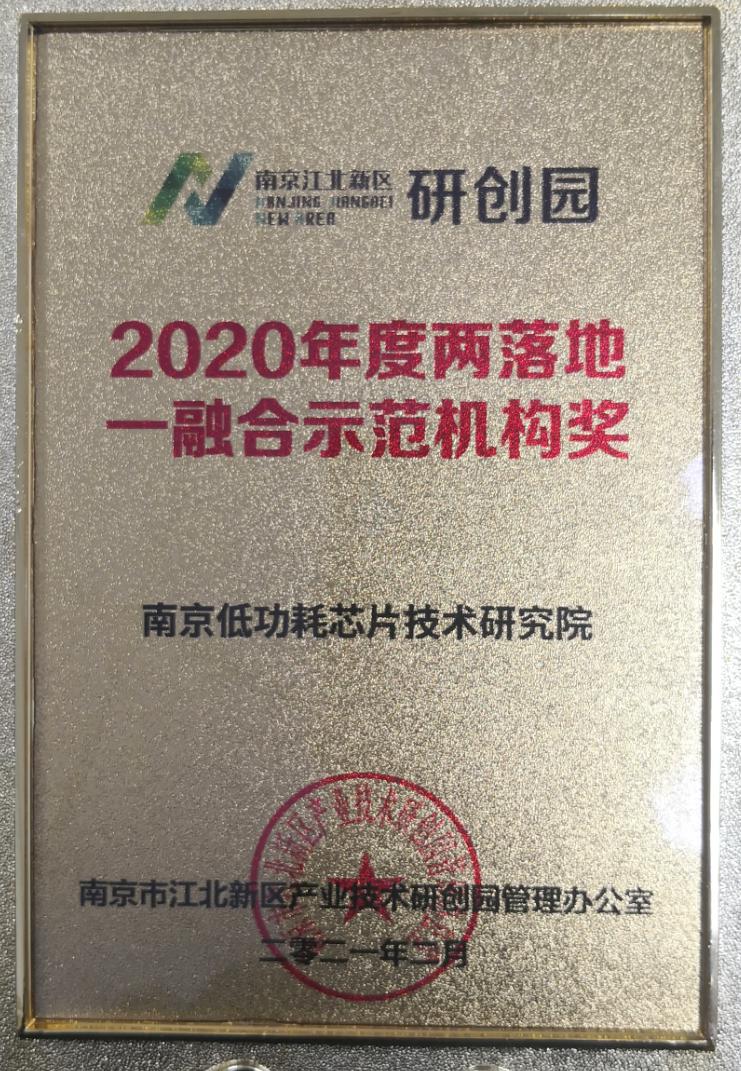 南京江北新区 研创园
NANJING JIANGBEI
NEW AREA
2020年度两落地
一融合示范机构奖
南京低功耗芯片技术研究院
南京市江北新区产业技术研创园管理办公室
二零二一年二月